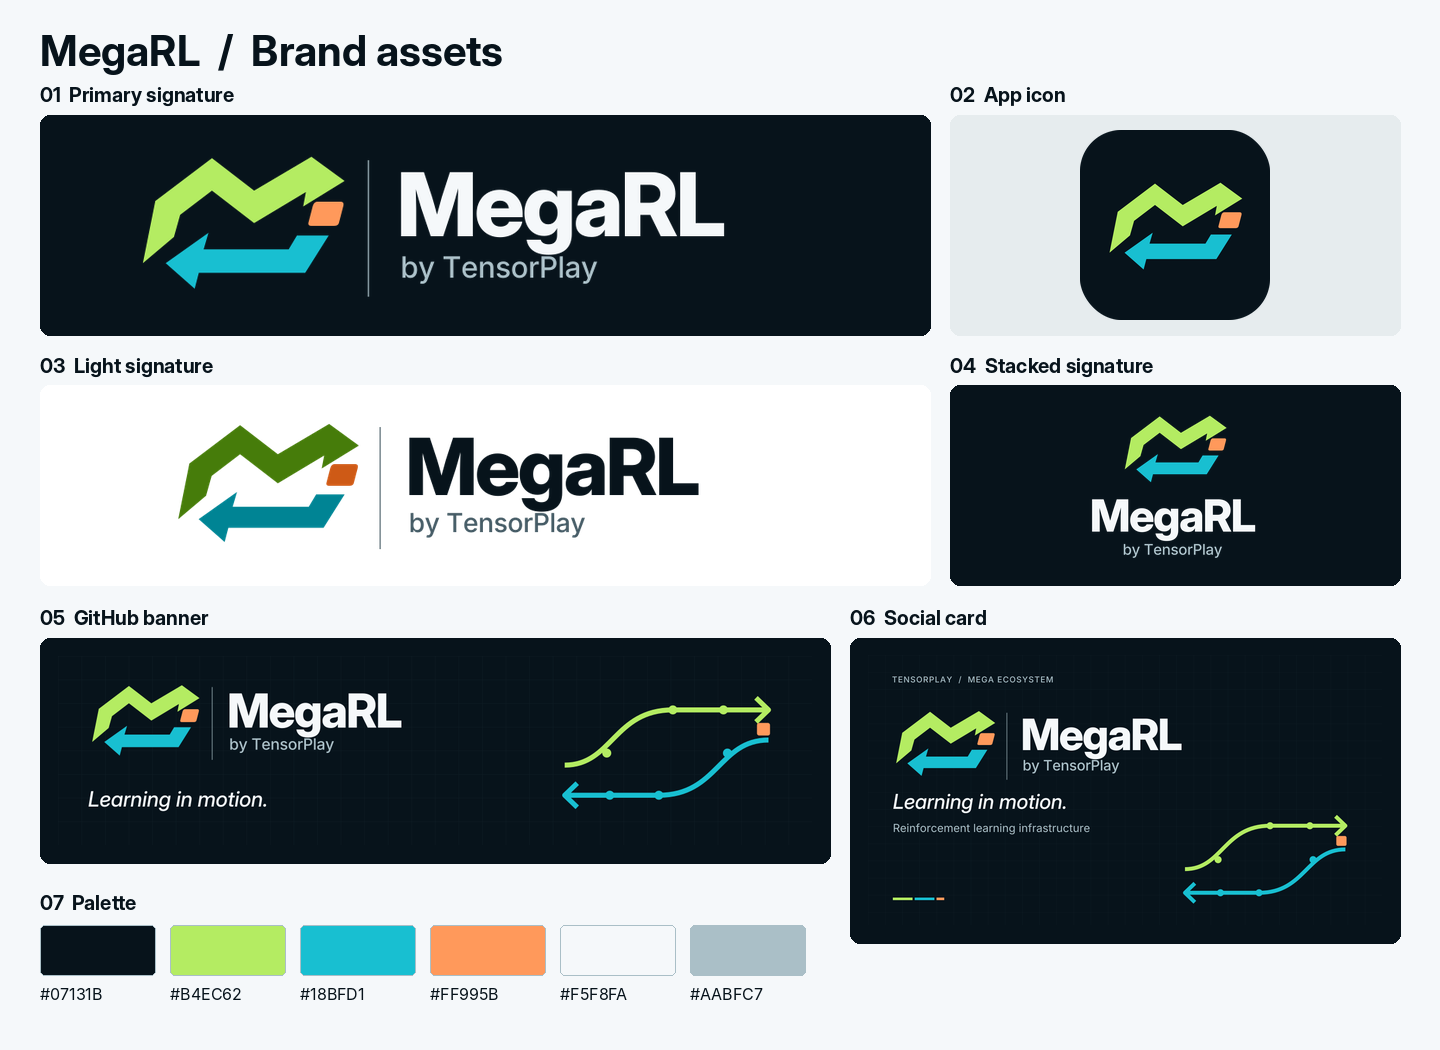 MegaRL / Brand assets
01 Primary signature
MegaRL
by TensorPlay
02 App icon
03 Light signature
MegaRL
by TensorPlay
04 Stacked signature
MegaRL
by TensorPlay
05 GitHub banner
MegaRL
by TensorPlay
Learning in motion.
06 Social card
TENSORPLAY / MEGA ECOSYSTEM
MegaRL
by TensorPlay
Learning in motion.
Reinforcement learning infrastructure
07 Palette
#07131B
#B4EC62
#18BFD1
#FF995B
#F5F8FA
#AABFC7